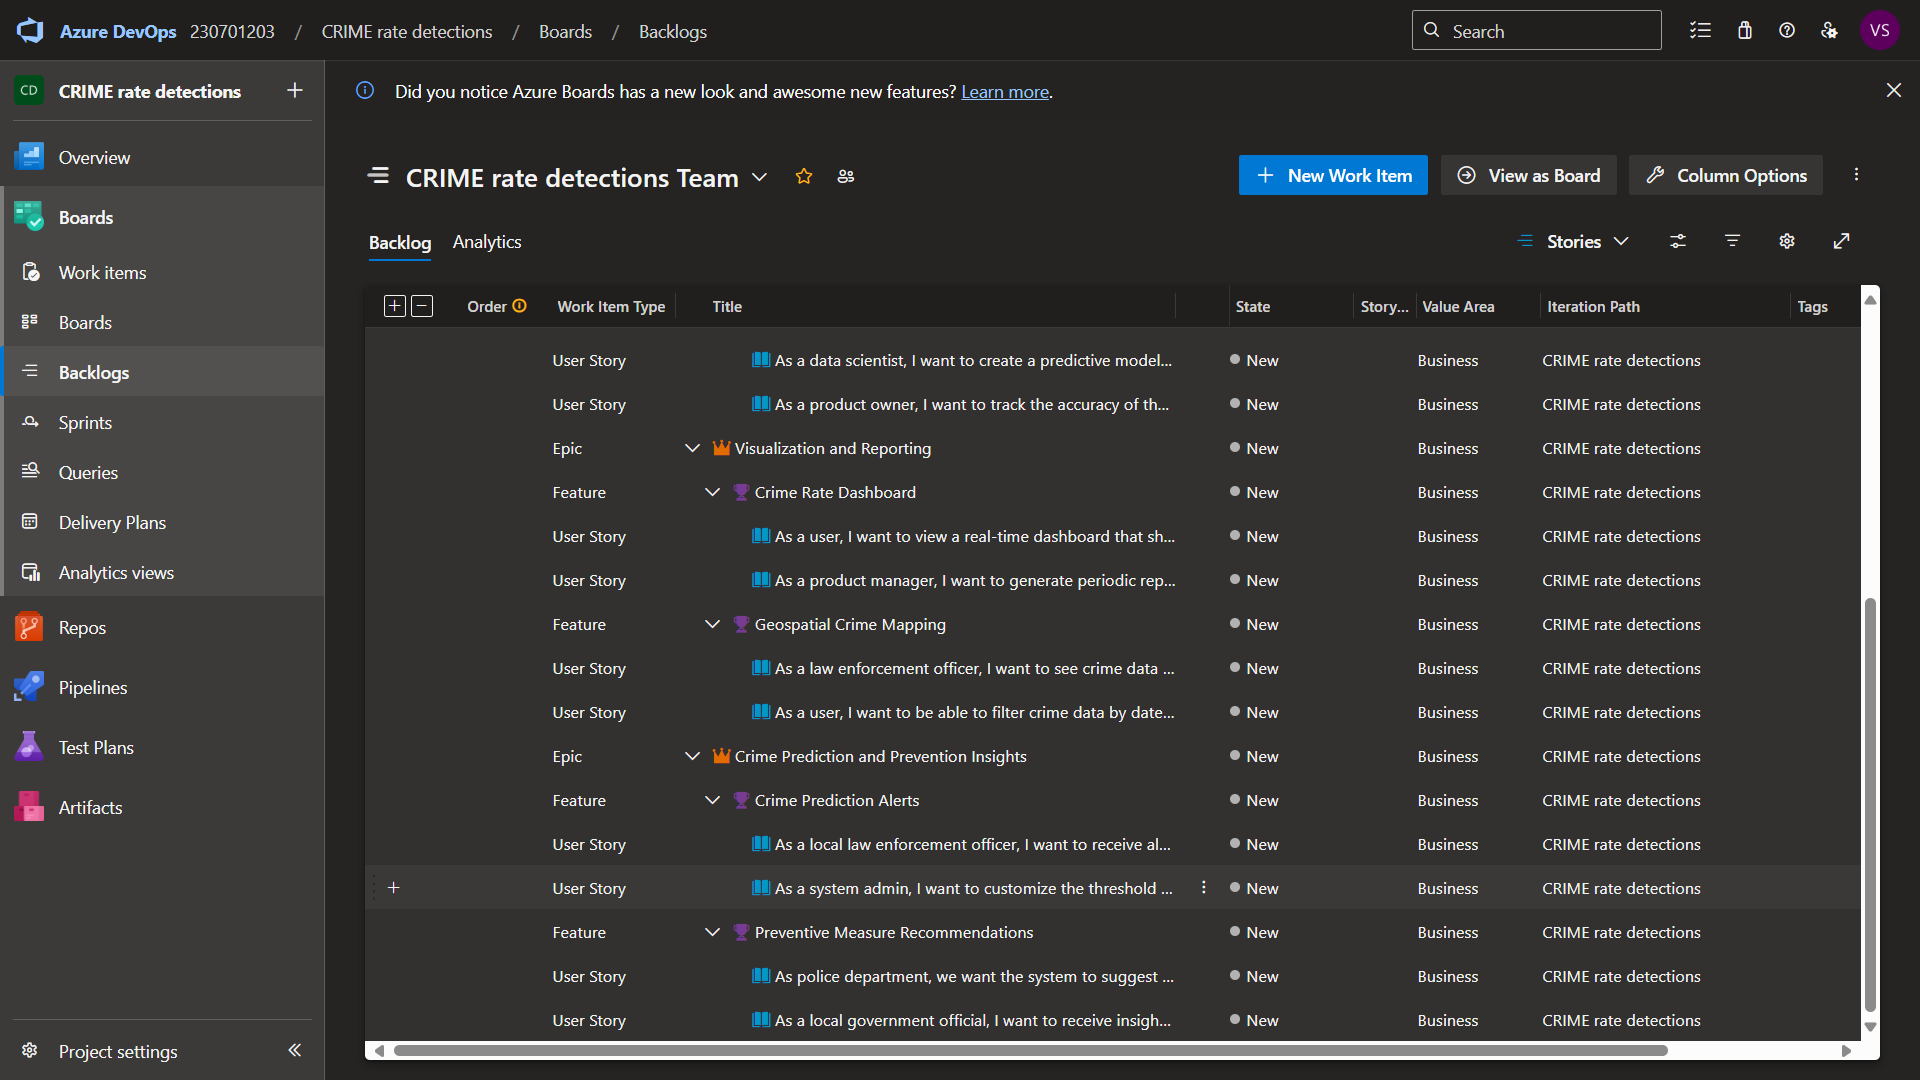 Azure DevOps 230701203 / CRIME rate detections / Boards / Backlogs Search VS
CD CRIME rate detections
Did you notice Azure Boards has a new look and awesome new features? Learn more.
Overview
Boards
Work items
Boards
Backlogs
Sprints
Queries
Delivery Plans
Analytics views
Repos
Pipelines
Test Plans
Artifacts
Project settings
CRIME rate detections Team
New Work Item View as Board Column Options
Backlog Analytics Stories
Order Work Item Type Title State Story... Value Area Iteration Path Tags
User Story As a data scientist, I want to create a predictive model... New Business CRIME rate detections
User Story As a product owner, I want to track the accuracy of th... New Business CRIME rate detections
Epic Visualization and Reporting New Business CRIME rate detections
Feature Crime Rate Dashboard New Business CRIME rate detections
User Story As a user, I want to view a real-time dashboard that sh... New Business CRIME rate detections
User Story As a product manager, I want to generate periodic rep... New Business CRIME rate detections
Feature Geospatial Crime Mapping New Business CRIME rate detections
User Story As a law enforcement officer, I want to see crime data ... New Business CRIME rate detections
User Story As a user, I want to be able to filter crime data by date... New Business CRIME rate detections
Epic Crime Prediction and Prevention Insights New Business CRIME rate detections
Feature Crime Prediction Alerts New Business CRIME rate detections
User Story As a local law enforcement officer, I want to receive al... New Business CRIME rate detections
User Story As a system admin, I want to customize the threshold ... New Business CRIME rate detections
Feature Preventive Measure Recommendations New Business CRIME rate detections
User Story As police department, we want the system to suggest ... New Business CRIME rate detections
User Story As a local government official, I want to receive insigh... New Business CRIME rate detections